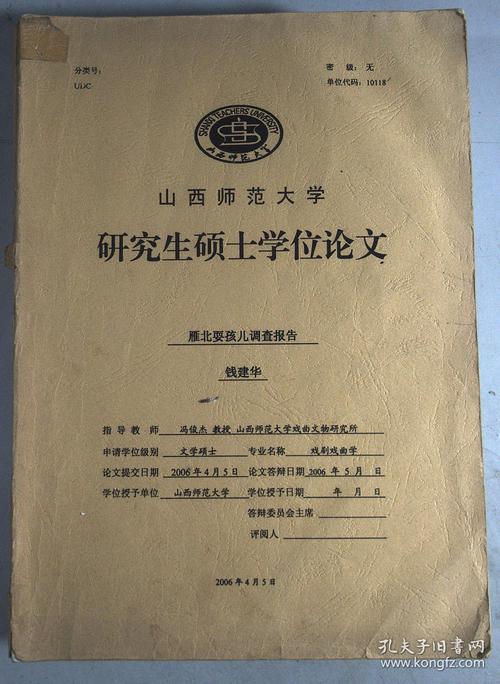 分类号：
密 级：无
UDC
单位代码：10118
SHANXI TEACHERS UNIVERSITY
山西师范大学
山西师范大学
研究生硕士学位论文
雁北耍孩儿调查报告
钱建华
指导教师 冯俊杰 教授 山西师范大学戏曲文物研究所
申请学位级别 文学硕士 专业名称 戏剧戏曲学
论文提交日期 2006年4月5日 论文答辩日期 2006 年 5月 日
学位授予单位 山西师范大学 学位授予日期 年 月 日
答辩委员会主席
评阅人
2006年4月5日
孔夫子旧书网
www.kongfz.com